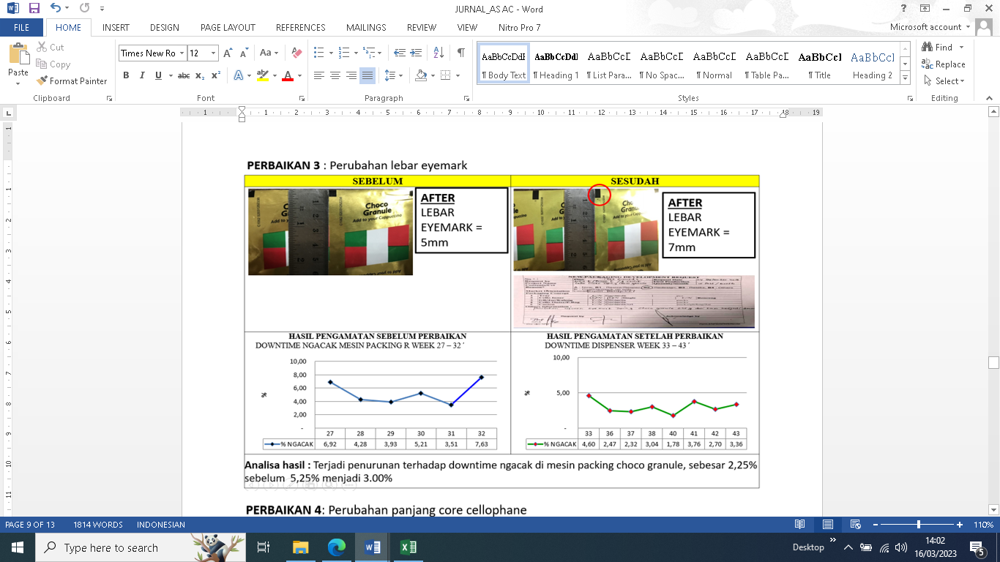 JURNAL_AS AC - Word
FILE HOME INSERT DESIGN PAGE LAYOUT REFERENCES MAILINGS REVIEW VIEW Nitro Pro 7 Microsoft account
Paste
Cut
Copy
Format Painter
Clipboard
Times New Ro 12
Font
Paragraph
AaBbCcDdE AaBbCcDd AaBbCcI AaBbCcI AaBbCcI AaBbCcI AaBbCcI AaBbCcI
¶ Body Text ¶ Heading 1 ¶ List Para... ¶ No Spac... ¶ Normal ¶ Table Pa... ¶ Title Heading 2
Styles
Find
Replace
Select
Editing
1 1 2 3 4 5 6 7 8 9 10 11 12 13 14 15 16 17 18 19
PERBAIKAN 3 : Perubahan lebar eyemark
SEBELUM SESUDAH
Choco
Granule
Add to your Cappuccino
AFTER
LEBAR
EYEMARK =
5mm
Choco
Granule
Add to your Cappuccino
AFTER
LEBAR
EYEMARK =
7mm
NEW PACKAGING DEVELOPMENT REQUEST
HASIL PENGAMATAN SEBELUM PERBAIKAN
DOWNTIME NGACAK MESIN PACKING R WEEK 27 – 32 '
10,00
8,00
6,00
4,00
2,00
-
%
27 28 29 30 31 32
% NGACAK 6,92 4,28 3,93 5,21 3,51 7,63
HASIL PENGAMATAN SETELAH PERBAIKAN
DOWNTIME DISPENSER WEEK 33 – 43 '
10,00
5,00
-
%
33 36 37 38 40 41 42 43
% NGACAK 4,60 2,47 2,32 3,04 1,78 3,76 2,70 3,36
Analisa hasil : Terjadi penurunan terhadap downtime ngacak di mesin packing choco granule, sebesar 2,25%
sebelum 5,25% menjadi 3.00%
PERBAIKAN 4: Perubahan panjang core cellophane
PAGE 9 OF 13 1814 WORDS INDONESIAN 110%
Type here to search
Desktop
14:02
16/03/2023
5